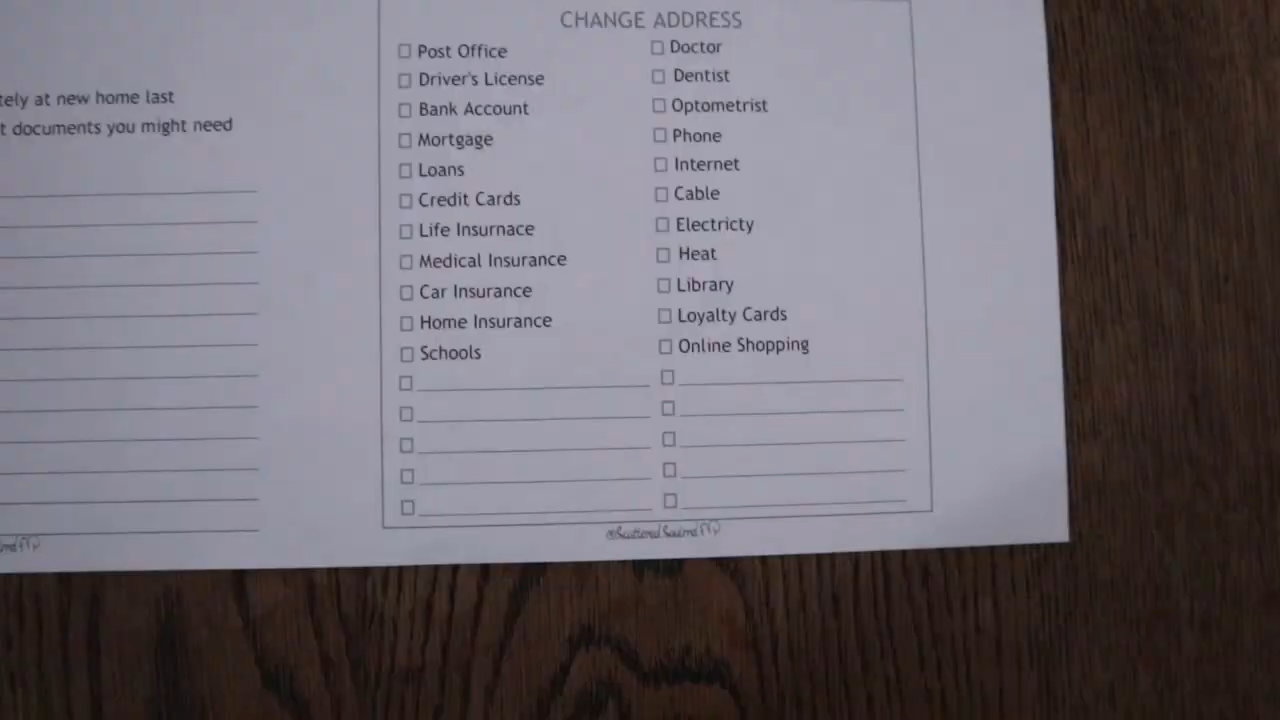 tely at new home last
t documents you might need
CHANGE ADDRESS
Post Office
Driver's License
Bank Account
Mortgage
Loans
Credit Cards
Life Insurnace
Medical Insurance
Car Insurance
Home Insurance
Schools
Doctor
Dentist
Optometrist
Phone
Internet
Cable
Electricty
Heat
Library
Loyalty Cards
Online Shopping